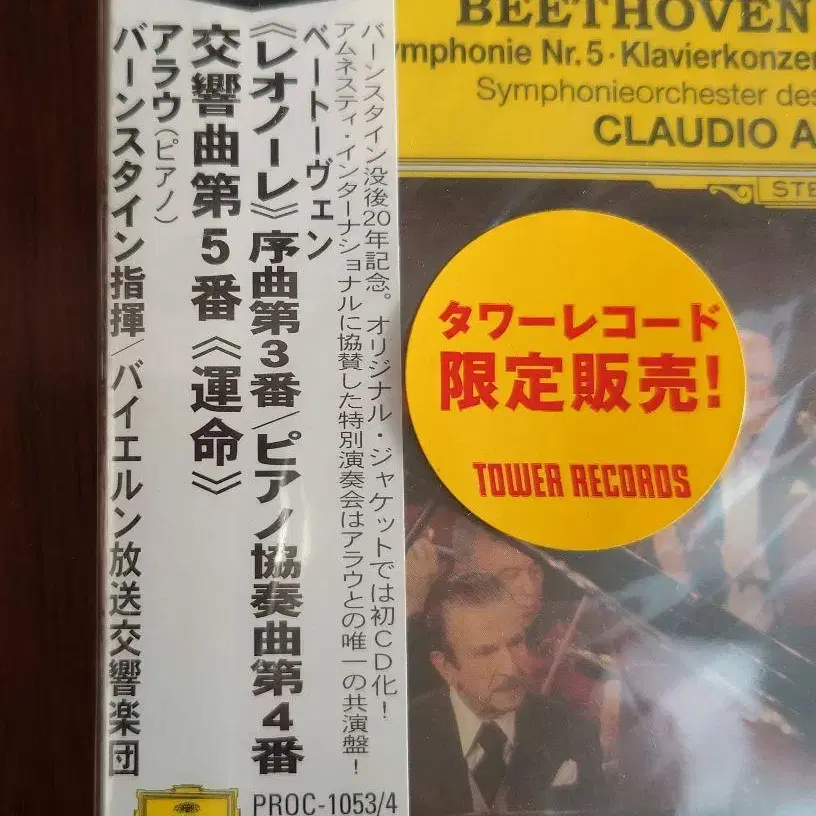 バーンスタイン没後20年記念。オリジナル・ジャケットでは初CD化!
アムネスティ・インターナショナルに協賛した特別演奏会はアラウとの唯一の共演盤!
ベートーヴェン
《レオノーレ》序曲第3番/ピアノ協奏曲第4番
交響曲第5番《運命》
アラウ(ピアノ)
バーンスタイン指揮/バイエルン放送交響楽団
PROC-1053/4
BEETHOVEN
ymphonie Nr.5·Klavierkonze
Symphonieorchester des
CLAUDIO A
STE
タワーレコード
限定販売!
TOWER RECORDS